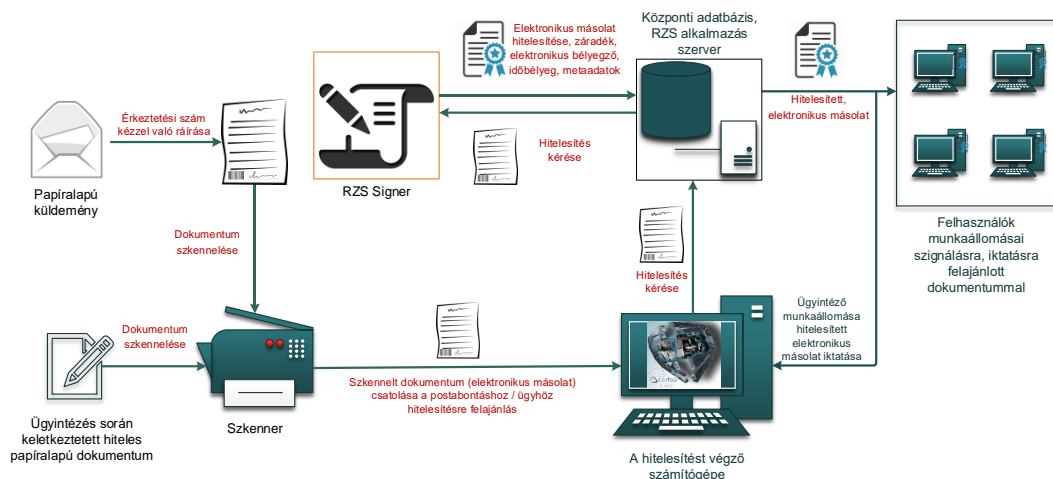 Elektronikus másolat
hitelesítése, záradék,
elektronikus bélyegző,
időbélyeg, metaadatok
Központi adatbázis,
RZS alkalmazás
szerver
Érkeztetési szám
kézzel való ráírása
Hitelesített,
elektronikus másolat
Hitelesítés
kérése
Papíralapú
küldemény
RZS Signer
Felhasználók
munkaállomásai
szignálásra, iktatásra
felajánlott
dokumentummal
Dokumentum
szkennelése
Hitelesítés
kérése
Ügyintéző
munkaállomása
hitelesített
elektronikus
másolat iktatása
Dokumentum
szkennelése
Szkennelt dokumentum (elektronikus másolat)
csatolása a postabontáshoz / ügyhöz
hitelesítésre felajánlás
Ügyintézés során
keletkeztetett hiteles
papíralapú dokumentum
Szkenner
A hitelesítést végző
számítógépe